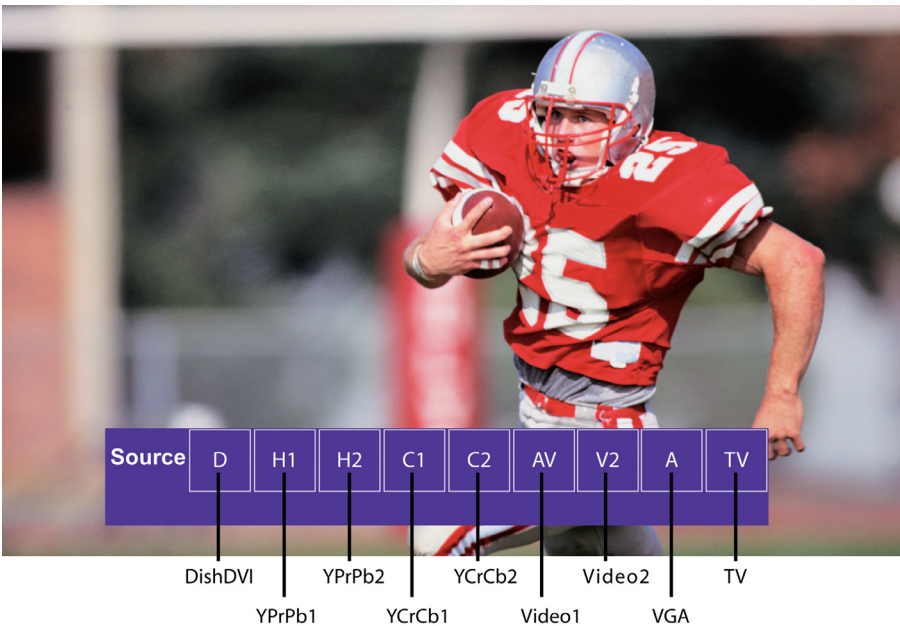 25
25
Source D H1 H2 C1 C2 AV V2 A TV
DishDVI YPrPb2 YCrCb2 Video2 TV
YPrPb1 YCrCb1 Video1 VGA